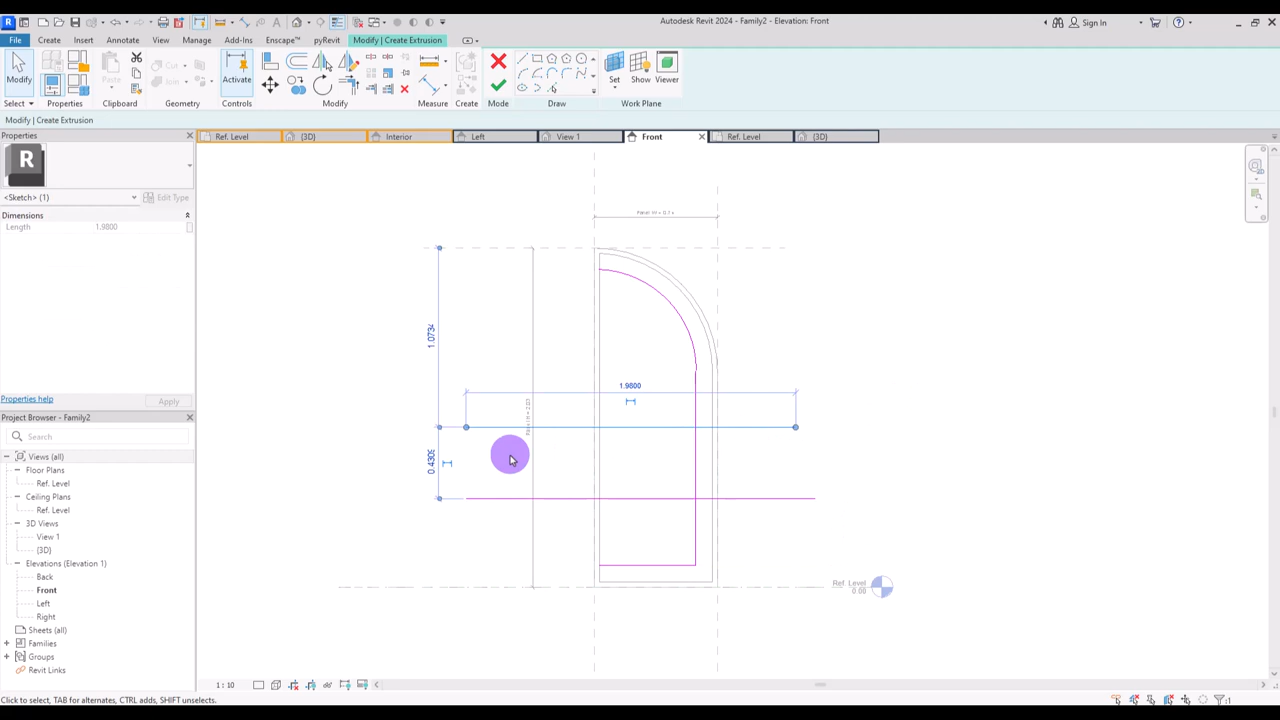 Autodesk Revit 2024 - Family2 - Elevation: Front
Sign In
File Create Insert Annotate View Manage Add-Ins Enscape™ pyRevit Modify | Create Extrusion
Modify
Paste
Cut
Join
Activate
Create
Set Show Viewer
Select Properties Clipboard Geometry Controls Modify Measure Create Mode Draw Work Plane
Modify | Create Extrusion
Properties
Ref. Level {3D} Interior Left View 1 Front Ref. Level {3D}
R
<Sketch> (1) Edit Type
Dimensions
Length 1.9800
1.0734
1.9800
Properties help Apply
Project Browser - Family2
Search
Views (all)
Floor Plans
Ref. Level
Ceiling Plans
Ref. Level
3D Views
View 1
{3D}
Elevations (Elevation 1)
Back
Front
Left
Right
Sheets (all)
Families
Groups
Revit Links
Ref. Level
0.00
1 : 10
Click to select, TAB for alternates, CTRL adds, SHIFT unselects.
:1